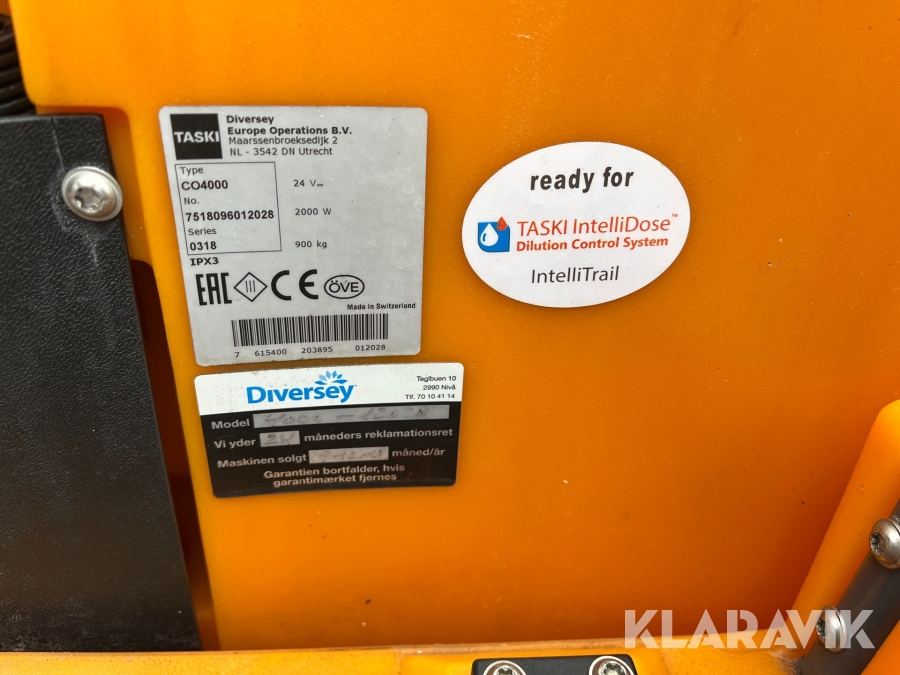 TASKI
Diversey
Europe Operations B.V.
Maarssenbroeksedijk 2
NL - 3542 DN Utrecht
Type
CO4000
24 V
No.
7518096012028
2000 W
Series
0318
900 kg
IPX3
EAC III CE ÖVE
Made in Switzerland
7 615400 203895 012028
ready for
TASKI IntelliDose™
Dilution Control System
IntelliTrail
Diversey
Teglbuen 10
2990 Nivå
Tlf. 70 10 41 14
Model
Vi yder 24 måneders reklamationsret
Maskinen solgt måned/år
Garantien bortfalder, hvis
garantimærket fjernes
KLARAVIK